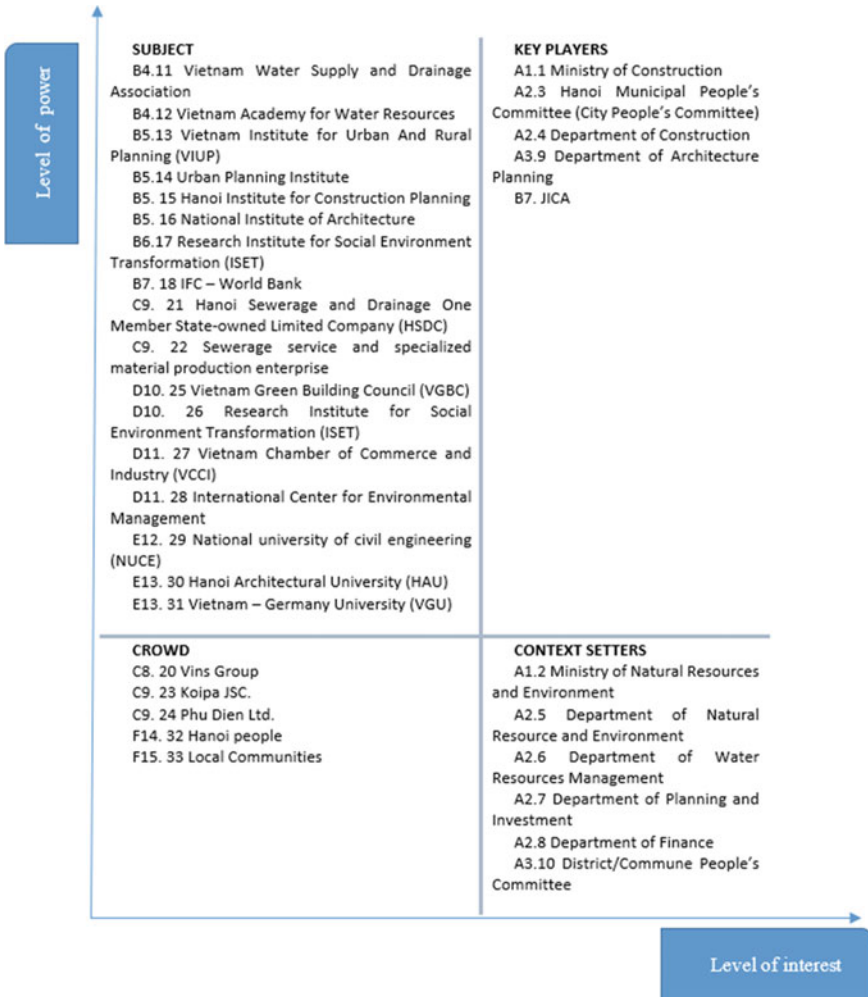 Level of power
SUBJECT
B4.11 Vietnam Water Supply and Drainage
Association
B4.12 Vietnam Academy for Water Resources
B5.13 Vietnam Institute for Urban And Rural
Planning (VIUP)
B5.14 Urban Planning Institute
B5. 15 Hanoi Institute for Construction Planning
B5. 16 National Institute of Architecture
B6.17 Research Institute for Social Environment
Transformation (ISET)
B7. 18 IFC – World Bank
C9. 21 Hanoi Sewerage and Drainage One
Member State-owned Limited Company (HSDC)
C9. 22 Sewerage service and specialized
material production enterprise
D10. 25 Vietnam Green Building Council (VGBC)
D10. 26 Research Institute for Social
Environment Transformation (ISET)
D11. 27 Vietnam Chamber of Commerce and
Industry (VCCI)
D11. 28 International Center for Environmental
Management
E12. 29 National university of civil engineering
(NUCE)
E13. 30 Hanoi Architectural University (HAU)
E13. 31 Vietnam – Germany University (VGU)
KEY PLAYERS
A1.1 Ministry of Construction
A2.3 Hanoi Municipal People's
Committee (City People's Committee)
A2.4 Department of Construction
A3.9 Department of Architecture
Planning
B7. JICA
CROWD
C8. 20 Vins Group
C9. 23 Koipa JSC.
C9. 24 Phu Dien Ltd.
F14. 32 Hanoi people
F15. 33 Local Communities
CONTEXT SETTERS
A1.2 Ministry of Natural Resources
and Environment
A2.5 Department of Natural
Resource and Environment
A2.6 Department of Water
Resources Management
A2.7 Department of Planning and
Investment
A2.8 Department of Finance
A3.10 District/Commune People's
Committee
Level of interest